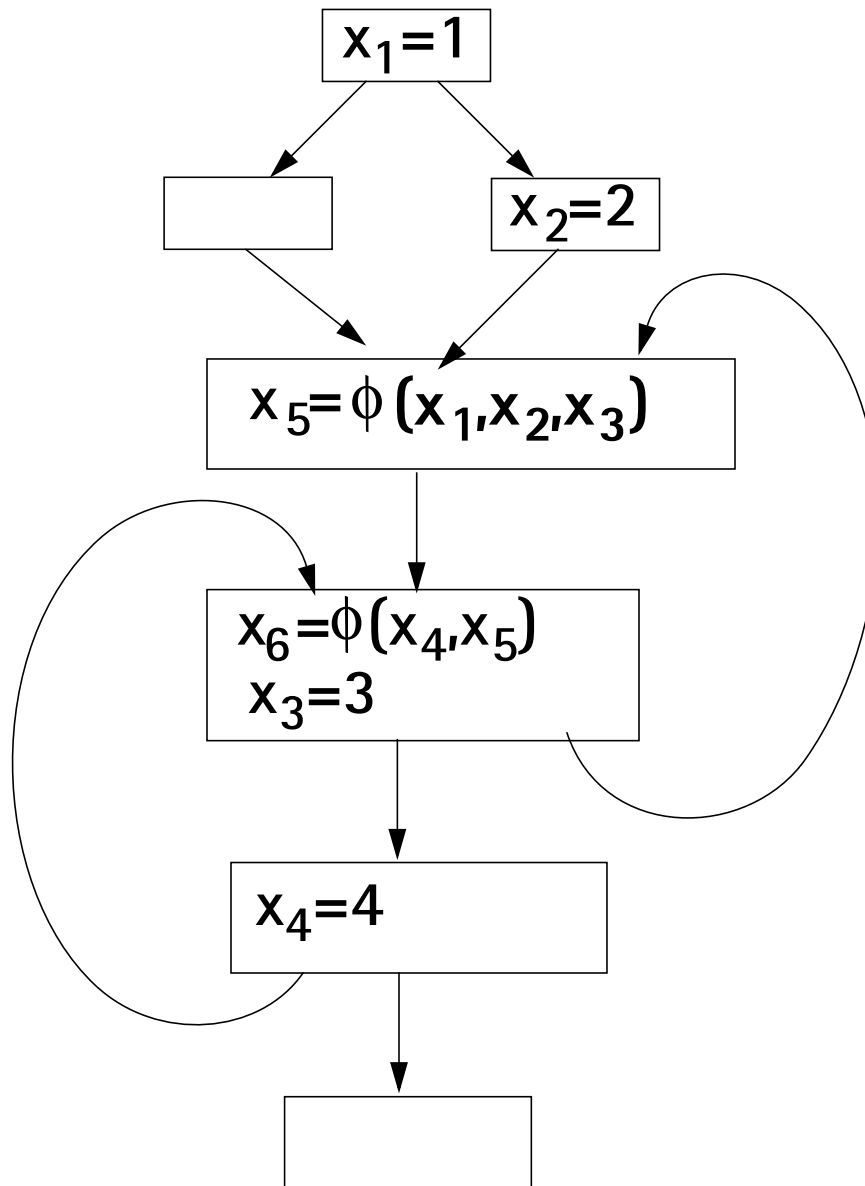 x₁=1
x₂=2
x₅=ϕ(x₁,x₂,x₃)
x₆=ϕ(x₄,x₅)
x₃=3
x₄=4